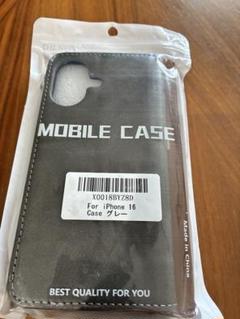 MOBILE CASE
X0018BYZ8D
For iPhone 16
Case グレー
Made in China
BEST QUALITY FOR YOU